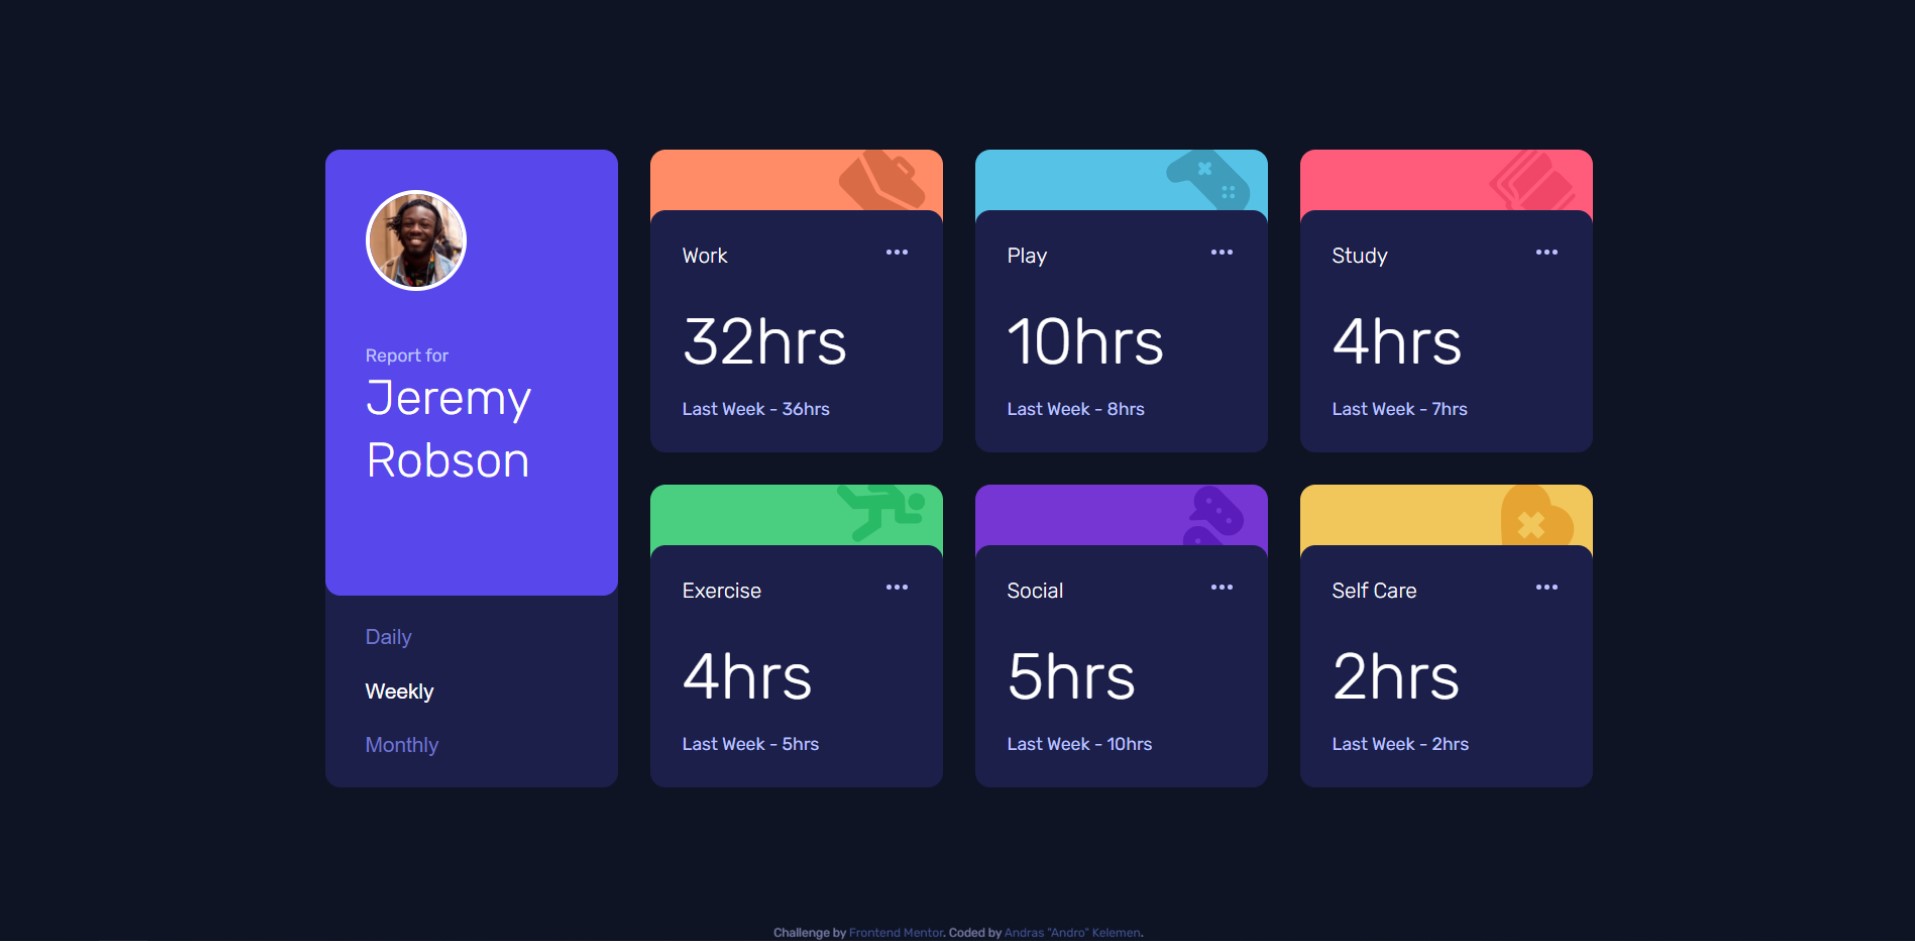 Report for
Jeremy
Robson
Daily
Weekly
Monthly
Work
32hrs
Last Week - 36hrs
Play
10hrs
Last Week - 8hrs
Study
4hrs
Last Week - 7hrs
Exercise
4hrs
Last Week - 5hrs
Social
5hrs
Last Week - 10hrs
Self Care
2hrs
Last Week - 2hrs
Challenge by Frontend Mentor. Coded by Andras "Andro" Kelemen.